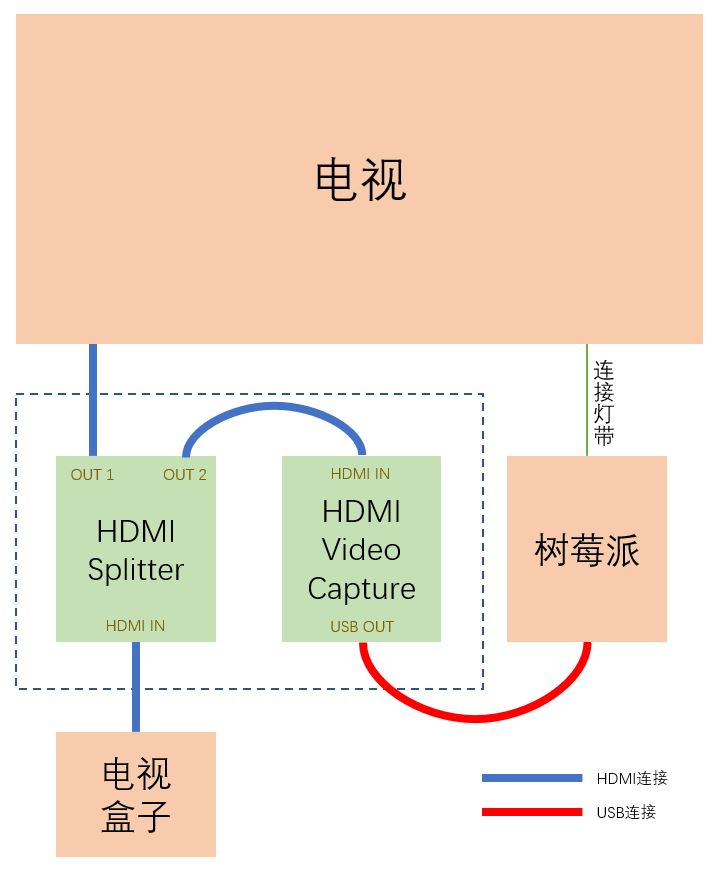 电视
连接灯带
OUT 1
OUT 2
HDMI IN
HDMI
Splitter
HDMI
Video
Capture
树莓派
HDMI IN
USB OUT
电视
盒子
HDMI连接
USB连接